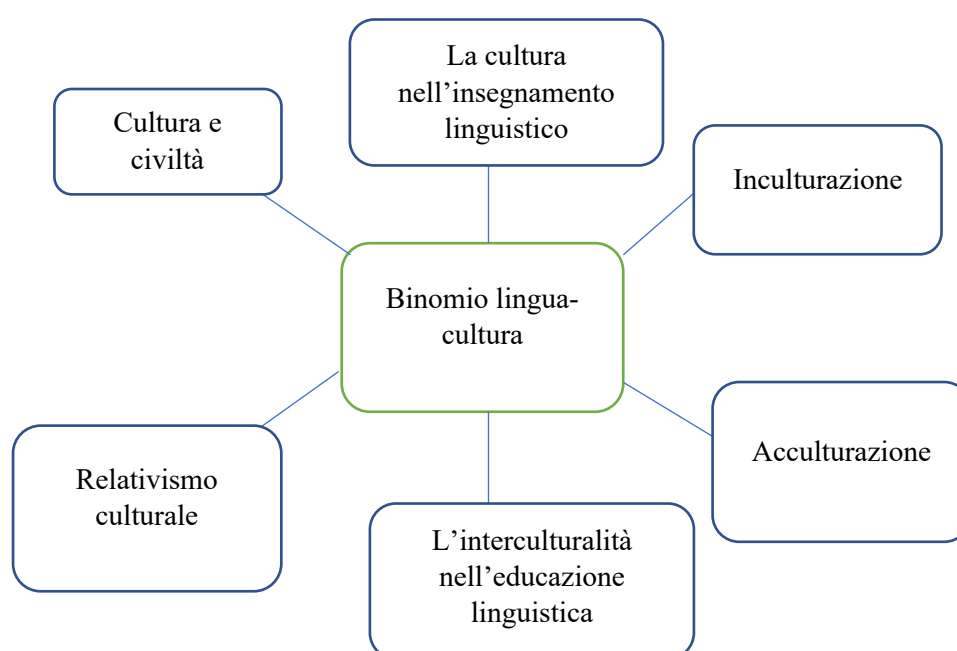 La cultura
nell’insegnamento
linguistico
Cultura e
civiltà
Inculturazione
Binomio lingua-
cultura
Acculturazione
Relativismo
culturale
L’interculturalità
nell’educazione
linguistica